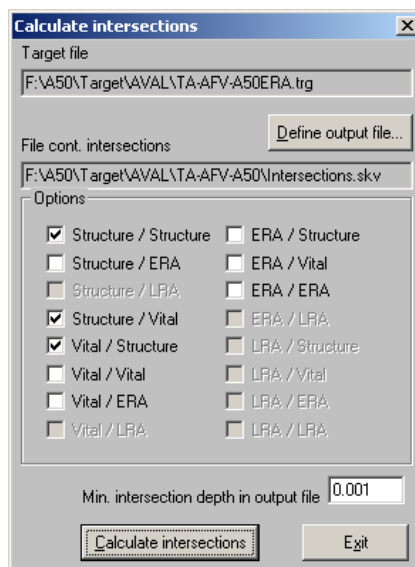 Calculate intersections
Target file
F:\A50\Target\AVAL\TA-AFV-A50ERA.trg
Define output file...
File cont. intersections
F:\A50\Target\AVAL\TA-AFV-A50\Intersections.skv
Options
Structure / Structure
ERA / Structure
Structure / ERA
ERA / Vital
Structure / LRA
ERA / ERA
Structure / Vital
ERA / LRA
Vital / Structure
LRA / Structure
Vital / Vital
LRA / Vital
Vital / ERA
LRA / ERA
Vital / LRA
LRA / LRA
Min. intersection depth in output file 0.001
Calculate intersections
Exit